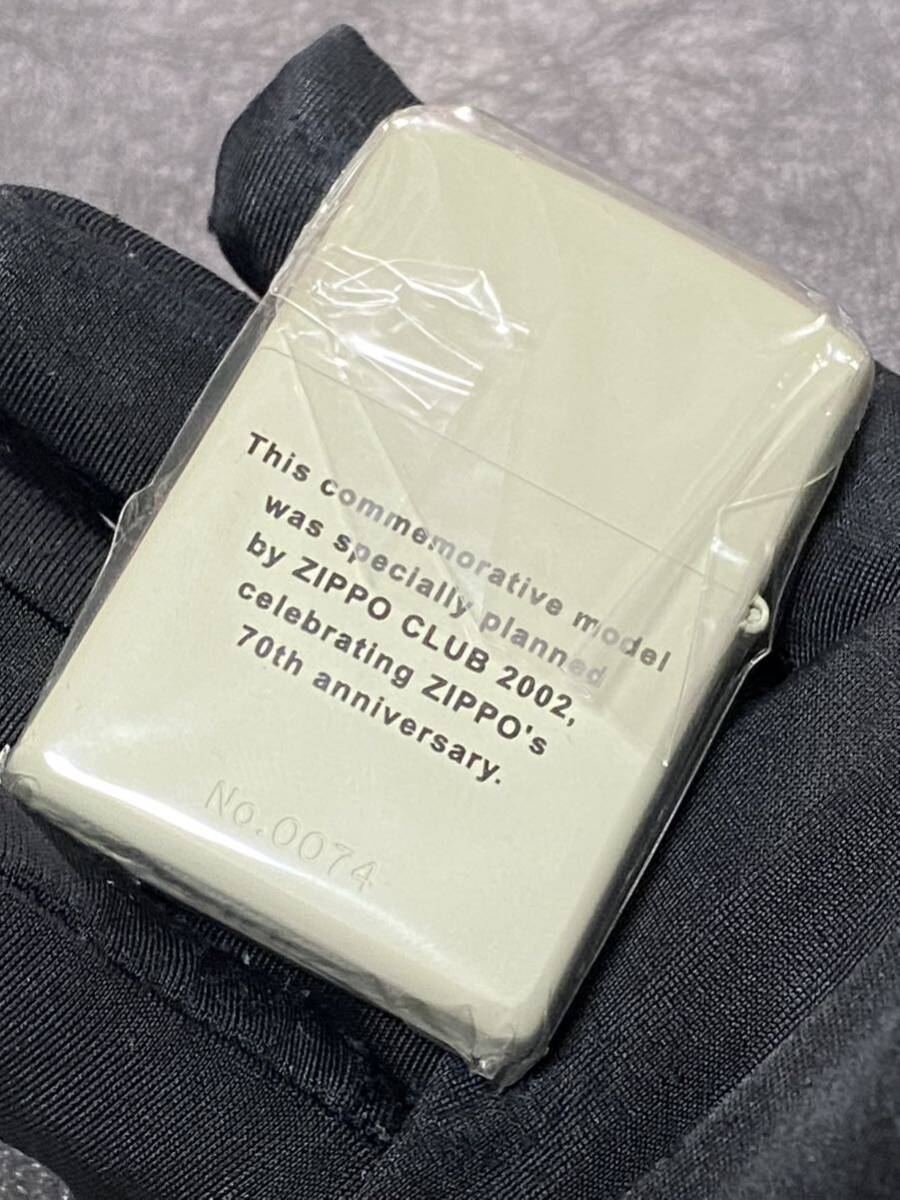 This commemorative model
was specially planned
by ZIPPO CLUB 2002,
celebrating ZIPPO's
70th anniversary.
No.0074